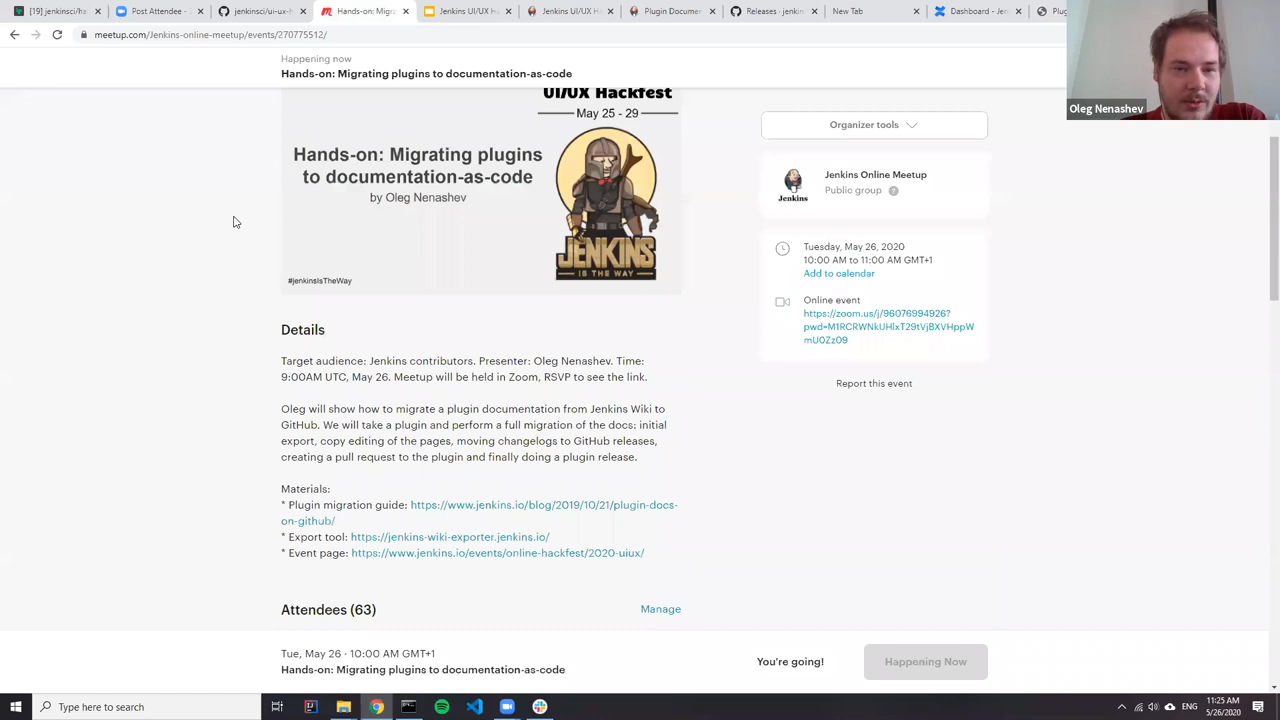 [19] jenkinsci/hac
Post Attendee - Z
jenkinsci/ui-ux-h
Hands-on: Migra
Jenkins UI/UX H
Jenkins UI/UX Ha
Plugin Documen
Releases · jenkin
New Tab
Dashboard - Jen
Plug
meetup.com/Jenkins-online-meetup/events/270775512/
Happening now
Hands-on: Migrating plugins to documentation-as-code
UI/UX Hackfest
May 25 - 29
Hands-on: Migrating plugins
to documentation-as-code
by Oleg Nenashev
JENKINS
IS THE WAY
#jenkinsIsTheWay
Details
Target audience: Jenkins contributors. Presenter: Oleg Nenashev. Time:
9:00AM UTC, May 26. Meetup will be held in Zoom, RSVP to see the link.
Oleg will show how to migrate a plugin documentation from Jenkins Wiki to
GitHub. We will take a plugin and perform a full migration of the docs: initial
export, copy editing of the pages, moving changelogs to GitHub releases,
creating a pull request to the plugin and finally doing a plugin release.
Materials:
* Plugin migration guide: https://www.jenkins.io/blog/2019/10/21/plugin-docs-
on-github/
* Export tool: https://jenkins-wiki-exporter.jenkins.io/
* Event page: https://www.jenkins.io/events/online-hackfest/2020-uiux/
Attendees (63)
Manage
Organizer tools
Jenkins
Jenkins Online Meetup
Public group ?
Tuesday, May 26, 2020
10:00 AM to 11:00 AM GMT+1
Add to calendar
Online event
https://zoom.us/j/96076994926?
pwd=M1RCRWNkUHlxT29tVjBXVHppW
mU0Zz09
Report this event
Oleg Nenashev
Tue, May 26 · 10:00 AM GMT+1
Hands-on: Migrating plugins to documentation-as-code
You're going!
Happening Now
Type here to search
11:25 AM
5/26/2020